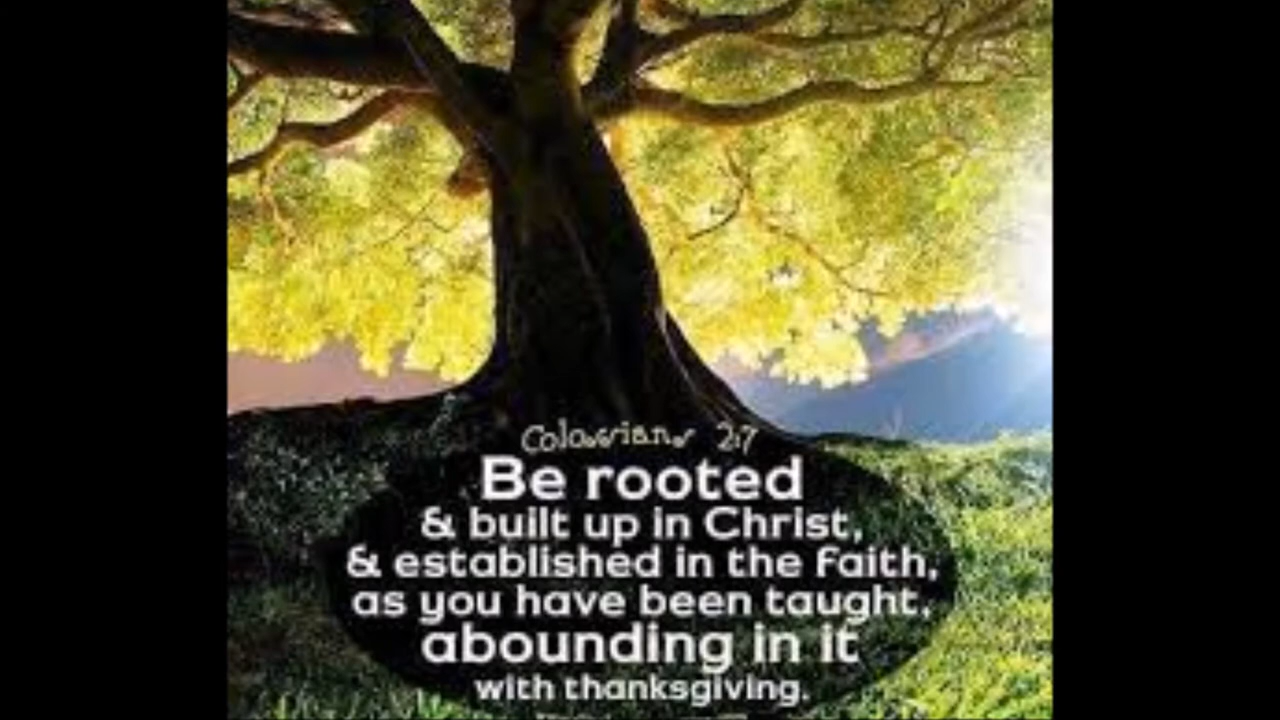 Colossians 2:7
Be rooted
& built up in Christ,
& established in the faith,
as you have been taught,
abounding in it
with thanksgiving.